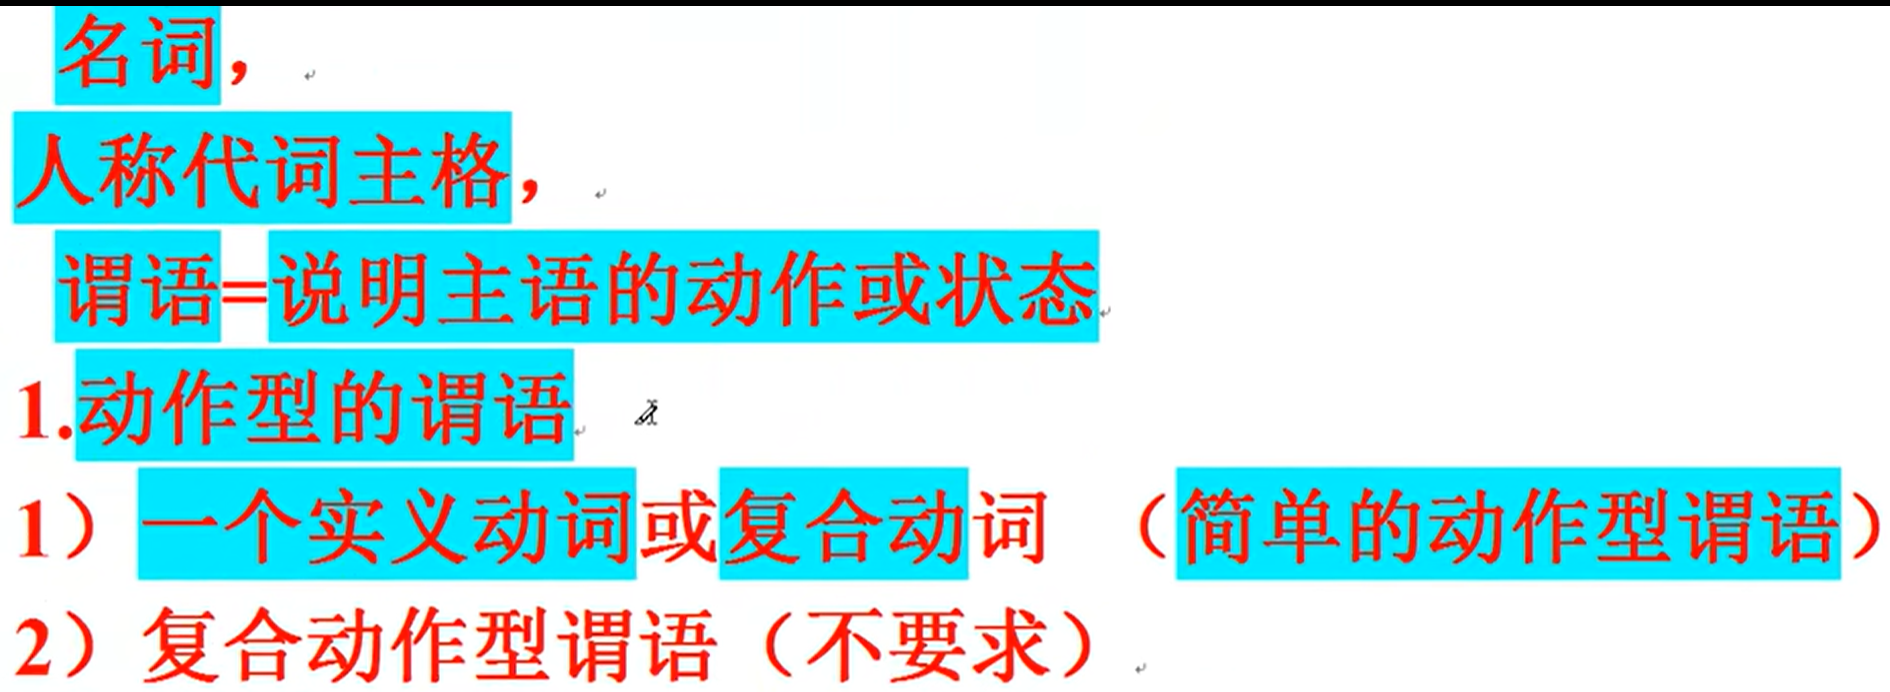 名词，
人称代词主格，
谓语=说明主语的动作或状态
1.动作型的谓语
1）一个实义动词或复合动词 （简单的动作型谓语）
2）复合动作型谓语（不要求）